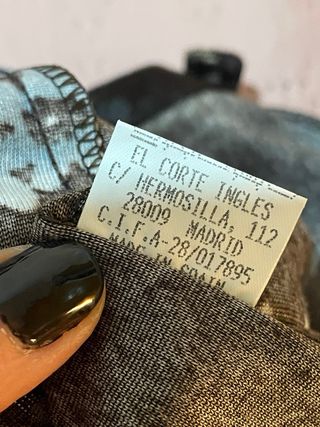 EL CORTE INGLES
C/ HERMOSILLA, 112
28009 MADRID
C.I.F.A-28/017895
MADE IN SPAIN